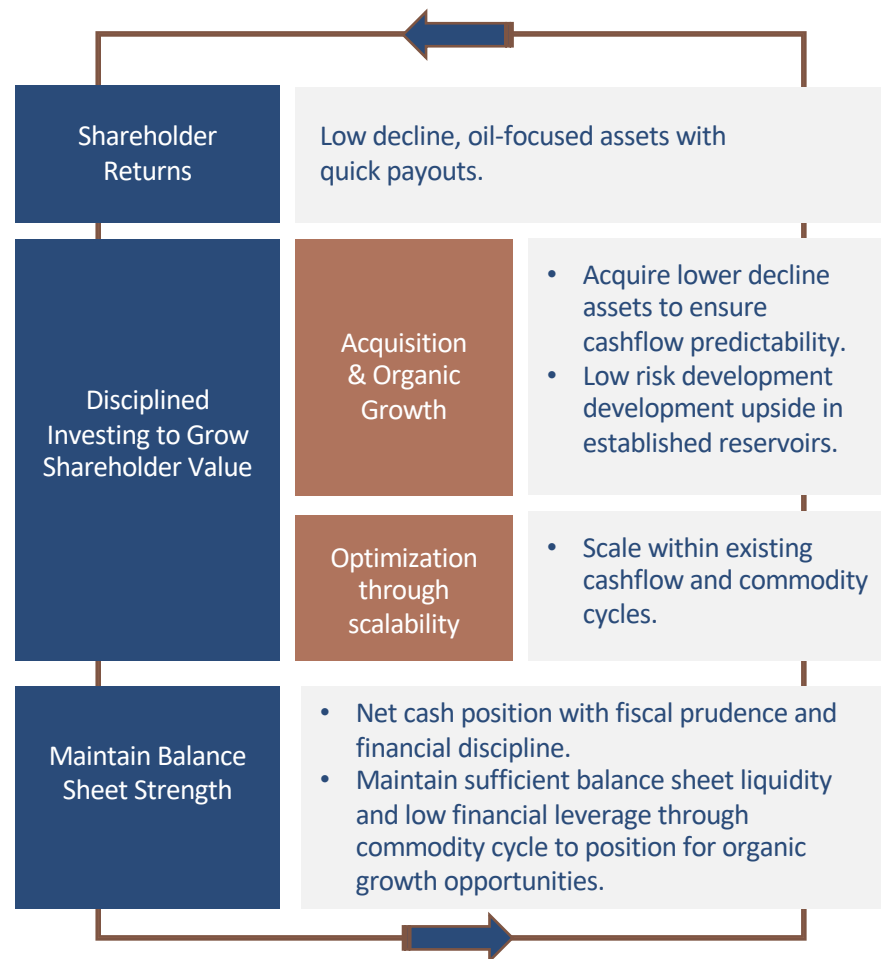 Shareholder
Returns
Low decline, oil-focused assets with
quick payouts.
Disciplined
Investing to Grow
Shareholder Value
Acquisition
& Organic
Growth
• Acquire lower decline
assets to ensure
cashflow predictability.
• Low risk development
development upside in
established reservoirs.
Optimization
through
scalability
• Scale within existing
cashflow and commodity
cycles.
Maintain Balance
Sheet Strength
• Net cash position with fiscal prudence and
financial discipline.
• Maintain sufficient balance sheet liquidity
and low financial leverage through
commodity cycle to position for organic
growth opportunities.